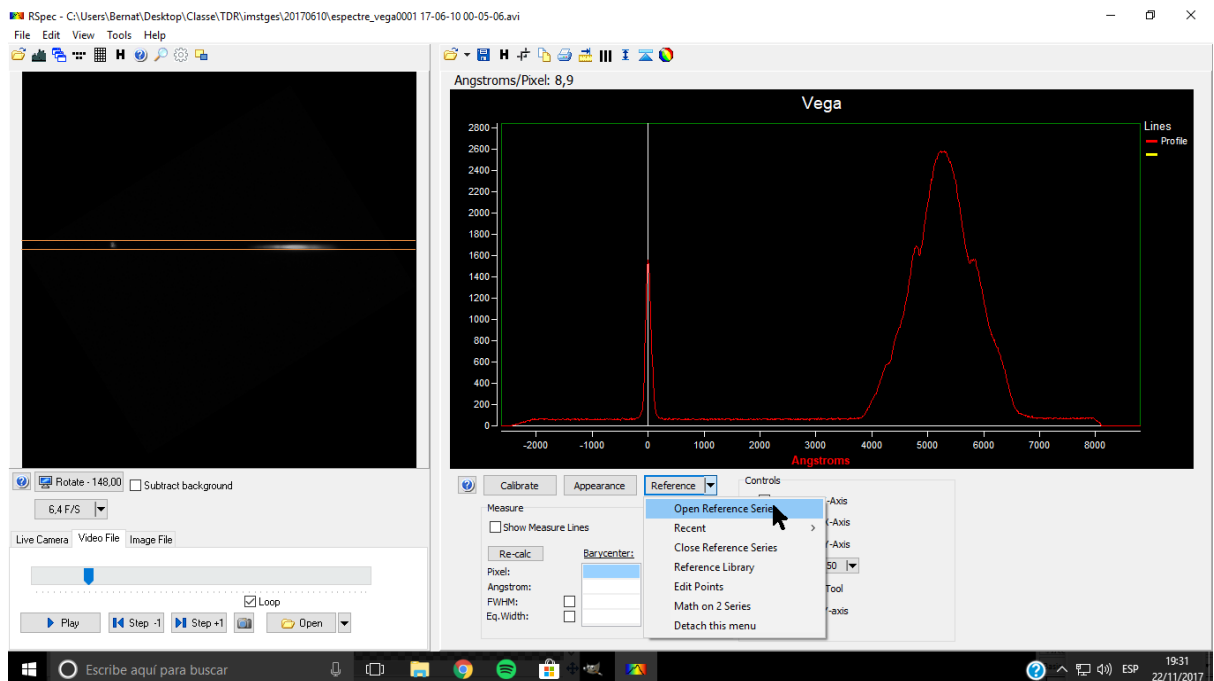 RSpec - C:\Users\Bernat\Desktop\Classe\TDR\imstges\20170610\espectre_vega0001 17-06-10 00-05-06.avi
File Edit View Tools Help
Angstroms/Pixel: 8,9
Vega
Lines
Profile
2800
2600
2400
2200
2000
1800
1600
1400
1200
1000
800
600
400
200
0
-2000 -1000 0 1000 2000 3000 4000 5000 6000 7000 8000
Angstroms
Rotate - 148,00
Subtract background
6,4 F/S
Live Camera Video File Image File
Loop
Play Step -1 Step +1 Open
Calibrate Appearance Reference
Controls
Measure
Show Measure Lines
Re-calc Barycenter:
Pixel:
Angstrom:
FWHM:
Eq.Width:
Open Reference Series
Recent
Close Reference Series
Reference Library
Edit Points
Math on 2 Series
Detach this menu
-Axis
-Axis
-Axis
50
Tool
-axis
Escribe aquí para buscar
ESP
19:31
22/11/2017